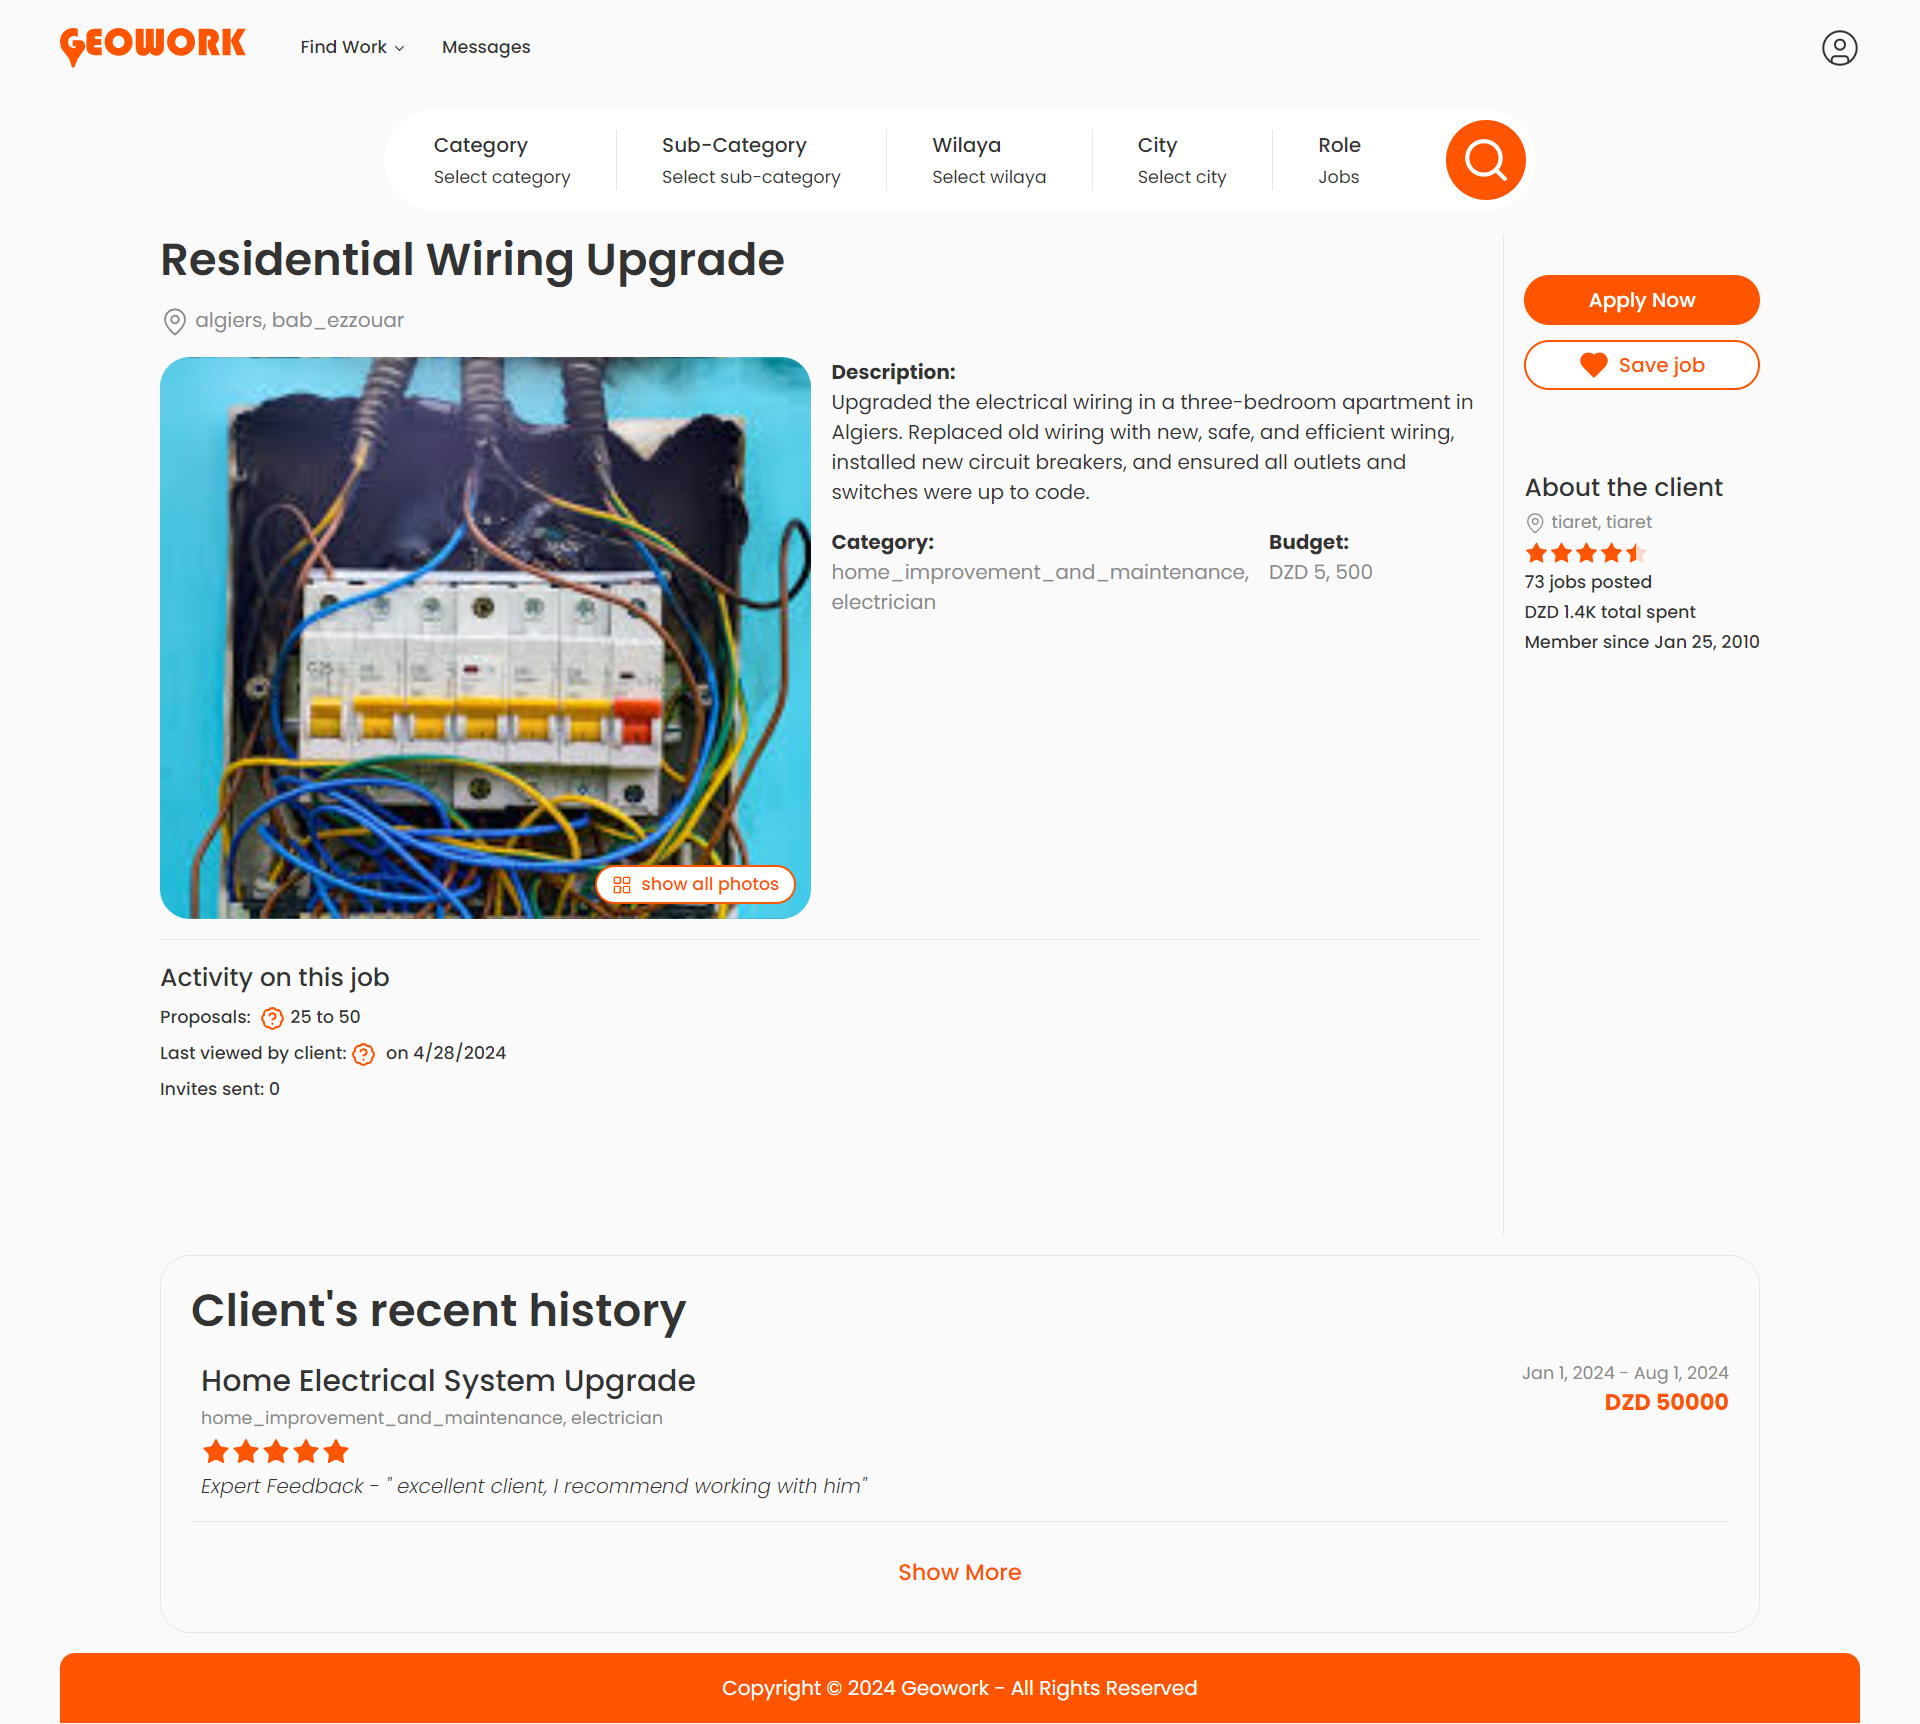 GEOWORK
Find Work
Messages
Category
Select category
Sub-Category
Select sub-category
Wilaya
Select wilaya
City
Select city
Role
Jobs
Residential Wiring Upgrade
algiers, bab_ezzouar
show all photos
Description:
Upgraded the electrical wiring in a three-bedroom apartment in
Algiers. Replaced old wiring with new, safe, and efficient wiring,
installed new circuit breakers, and ensured all outlets and
switches were up to code.
Category:
home_improvement_and_maintenance,
electrician
Budget:
DZD 5, 500
Apply Now
Save job
About the client
tiaret, tiaret
73 jobs posted
DZD 1.4K total spent
Member since Jan 25, 2010
Activity on this job
Proposals: 25 to 50
Last viewed by client: on 4/28/2024
Invites sent: 0
Client's recent history
Home Electrical System Upgrade
home_improvement_and_maintenance, electrician
Jan 1, 2024 - Aug 1, 2024
DZD 50000
Expert Feedback - " excellent client, I recommend working with him"
Show More
Copyright © 2024 Geowork - All Rights Reserved